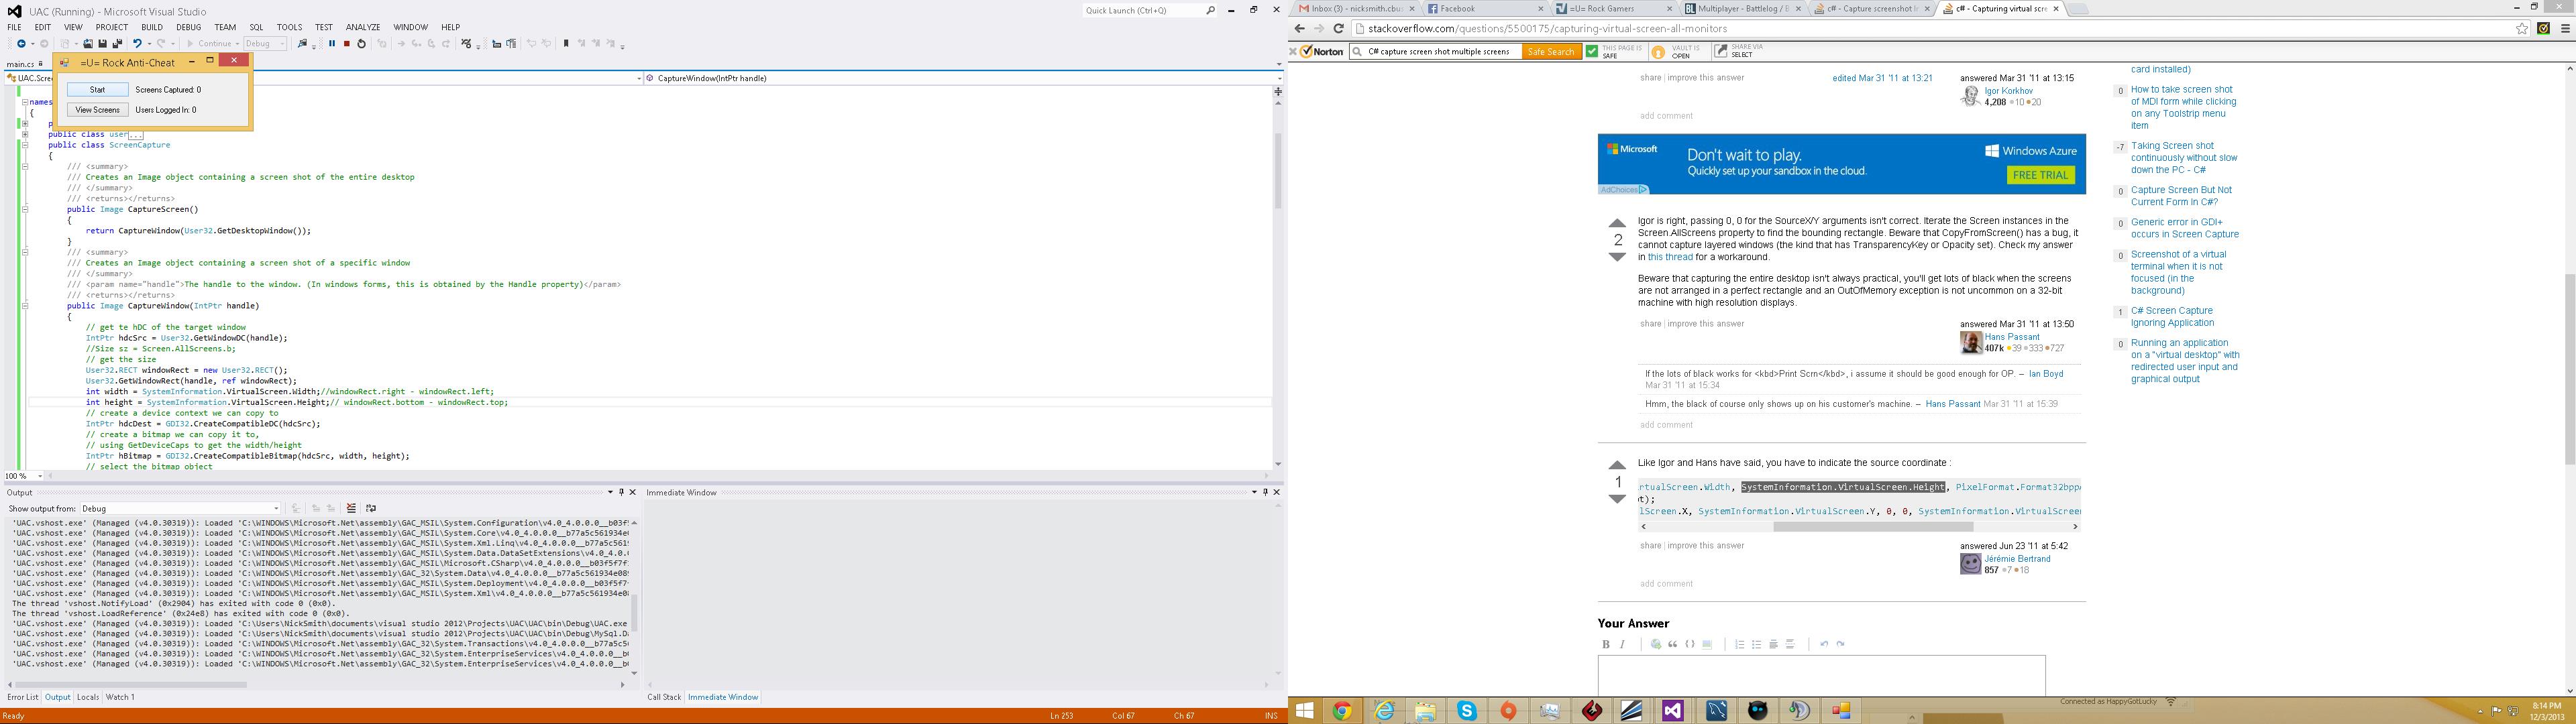 UAC (Running) - Microsoft Visual Studio
Quick Launch (Ctrl+Q)
FILE EDIT VIEW PROJECT BUILD DEBUG TEAM SQL TOOLS TEST ANALYZE WINDOW HELP
Continue Debug
main.cs
=U= Rock Anti-Cheat
Start Screens Captured: 0
View Screens Users Logged In: 0
UAC.Scree
CaptureWindow(IntPtr handle)
names
{
p
public class user...
public class ScreenCapture
{
/// <summary>
/// Creates an Image object containing a screen shot of the entire desktop
/// </summary>
/// <returns></returns>
public Image CaptureScreen()
{
return CaptureWindow(User32.GetDesktopWindow());
}
/// <summary>
/// Creates an Image object containing a screen shot of a specific window
/// </summary>
/// <param name="handle">The handle to the window. (In windows forms, this is obtained by the Handle property)</param>
/// <returns></returns>
public Image CaptureWindow(IntPtr handle)
{
// get te hDC of the target window
IntPtr hdcSrc = User32.GetWindowDC(handle);
//Size sz = Screen.AllScreens.b;
// get the size
User32.RECT windowRect = new User32.RECT();
User32.GetWindowRect(handle, ref windowRect);
int width = SystemInformation.VirtualScreen.Width;//windowRect.right - windowRect.left;
int height = SystemInformation.VirtualScreen.Height;// windowRect.bottom - windowRect.top;
// create a device context we can copy to
IntPtr hdcDest = GDI32.CreateCompatibleDC(hdcSrc);
// create a bitmap we can copy it to,
// using GetDeviceCaps to get the width/height
IntPtr hBitmap = GDI32.CreateCompatibleBitmap(hdcSrc, width, height);
// select the bitmap object
100 %
Output
Show output from: Debug
'UAC.vshost.exe' (Managed (v4.0.30319)): Loaded 'C:\WINDOWS\Microsoft.Net\assembly\GAC_MSIL\System.Configuration\v4.0_4.0.0.0__b03f5
'UAC.vshost.exe' (Managed (v4.0.30319)): Loaded 'C:\WINDOWS\Microsoft.Net\assembly\GAC_MSIL\System.Core\v4.0_4.0.0.0__b77a5c561934e0
'UAC.vshost.exe' (Managed (v4.0.30319)): Loaded 'C:\WINDOWS\Microsoft.Net\assembly\GAC_MSIL\System.Xml.Linq\v4.0_4.0.0.0__b77a5c561
'UAC.vshost.exe' (Managed (v4.0.30319)): Loaded 'C:\WINDOWS\Microsoft.Net\assembly\GAC_MSIL\System.Data.DataSetExtensions\v4.0_4.0.
'UAC.vshost.exe' (Managed (v4.0.30319)): Loaded 'C:\WINDOWS\Microsoft.Net\assembly\GAC_MSIL\Microsoft.CSharp\v4.0_4.0.0.0__b03f5f7f
'UAC.vshost.exe' (Managed (v4.0.30319)): Loaded 'C:\WINDOWS\Microsoft.Net\assembly\GAC_32\System.Data\v4.0_4.0.0.0__b77a5c561934e08
'UAC.vshost.exe' (Managed (v4.0.30319)): Loaded 'C:\WINDOWS\Microsoft.Net\assembly\GAC_MSIL\System.Deployment\v4.0_4.0.0.0__b03f5f7
'UAC.vshost.exe' (Managed (v4.0.30319)): Loaded 'C:\WINDOWS\Microsoft.Net\assembly\GAC_MSIL\System.Xml\v4.0_4.0.0.0__b77a5c561934e0
The thread 'vshost.NotifyLoad' (0x2904) has exited with code 0 (0x0).
The thread 'vshost.LoadReference' (0x24e8) has exited with code 0 (0x0).
'UAC.vshost.exe' (Managed (v4.0.30319)): Loaded 'C:\Users\NickSmith\documents\visual studio 2012\Projects\UAC\UAC\bin\Debug\UAC.exe
'UAC.vshost.exe' (Managed (v4.0.30319)): Loaded 'C:\Users\NickSmith\documents\visual studio 2012\Projects\UAC\UAC\bin\Debug\MySql.D
'UAC.vshost.exe' (Managed (v4.0.30319)): Loaded 'C:\WINDOWS\Microsoft.Net\assembly\GAC_32\System.Transactions\v4.0_4.0.0.0__b77a5c5
'UAC.vshost.exe' (Managed (v4.0.30319)): Loaded 'C:\WINDOWS\Microsoft.Net\assembly\GAC_32\System.EnterpriseServices\v4.0_4.0.0.0__b
'UAC.vshost.exe' (Managed (v4.0.30319)): Loaded 'C:\WINDOWS\Microsoft.Net\assembly\GAC_32\System.EnterpriseServices\v4.0_4.0.0.0__b
Error List Output Locals Watch 1
Immediate Window
Call Stack Immediate Window
Ready Ln 253 Col 67 Ch 67 INS
Inbox (3) - nicksmith.cbu Facebook =U= Rock Gamers Multiplayer - Battlelog / B c# - Capture screenshot I c# - Capturing virtual scr
stackoverflow.com/questions/5500175/capturing-virtual-screen-all-monitors
Norton C# capture screen shot multiple screens Safe Search THIS PAGE IS SAFE VAULT IS OPEN SHARE VIA SELECT
share improve this answer edited Mar 31 '11 at 13:21 answered Mar 31 '11 at 13:15
Igor Korkhov
4,208 10 20
add comment
Microsoft
Don't wait to play.
Quickly set up your sandbox in the cloud.
Windows Azure
FREE TRIAL
AdChoices
2
Igor is right, passing 0, 0 for the SourceX/Y arguments isn't correct. Iterate the Screen instances in the
Screen.AllScreens property to find the bounding rectangle. Beware that CopyFromScreen() has a bug, it
cannot capture layered windows (the kind that has TransparencyKey or Opacity set). Check my answer
in this thread for a workaround.
Beware that capturing the entire desktop isn't always practical, you'll get lots of black when the screens
are not arranged in a perfect rectangle and an OutOfMemory exception is not uncommon on a 32-bit
machine with high resolution displays.
share improve this answer answered Mar 31 '11 at 13:50
Hans Passant
407k 39 333 727
If the lots of black works for <kbd>Print Scrn</kbd>, i assume it should be good enough for OP. – Ian Boyd
Mar 31 '11 at 15:34
Hmm, the black of course only shows up on his customer's machine. – Hans Passant Mar 31 '11 at 15:39
add comment
1
Like Igor and Hans have said, you have to indicate the source coordinate :
rtualScreen.Width, SystemInformation.VirtualScreen.Height, PixelFormat.Format32bppA
t);
lScreen.X, SystemInformation.VirtualScreen.Y, 0, 0, SystemInformation.VirtualScreen
share improve this answer answered Jun 23 '11 at 5:42
Jérémie Bertrand
857 7 18
add comment
Your Answer
B I
card installed)
0 How to take screen shot
of MDI form while clicking
on any Toolstrip menu
item
-7 Taking Screen shot
continuously without slow
down the PC - C#
0 Capture Screen But Not
Current Form In C#?
0 Generic error in GDI+
occurs in Screen Capture
0 Screenshot of a virtual
terminal when it is not
focused (in the
background)
1 C# Screen Capture
Ignoring Application
0 Running an application
on a "virtual desktop" with
redirected user input and
graphical output
Connected as HappyGotLucky
8:14 PM
12/3/2013